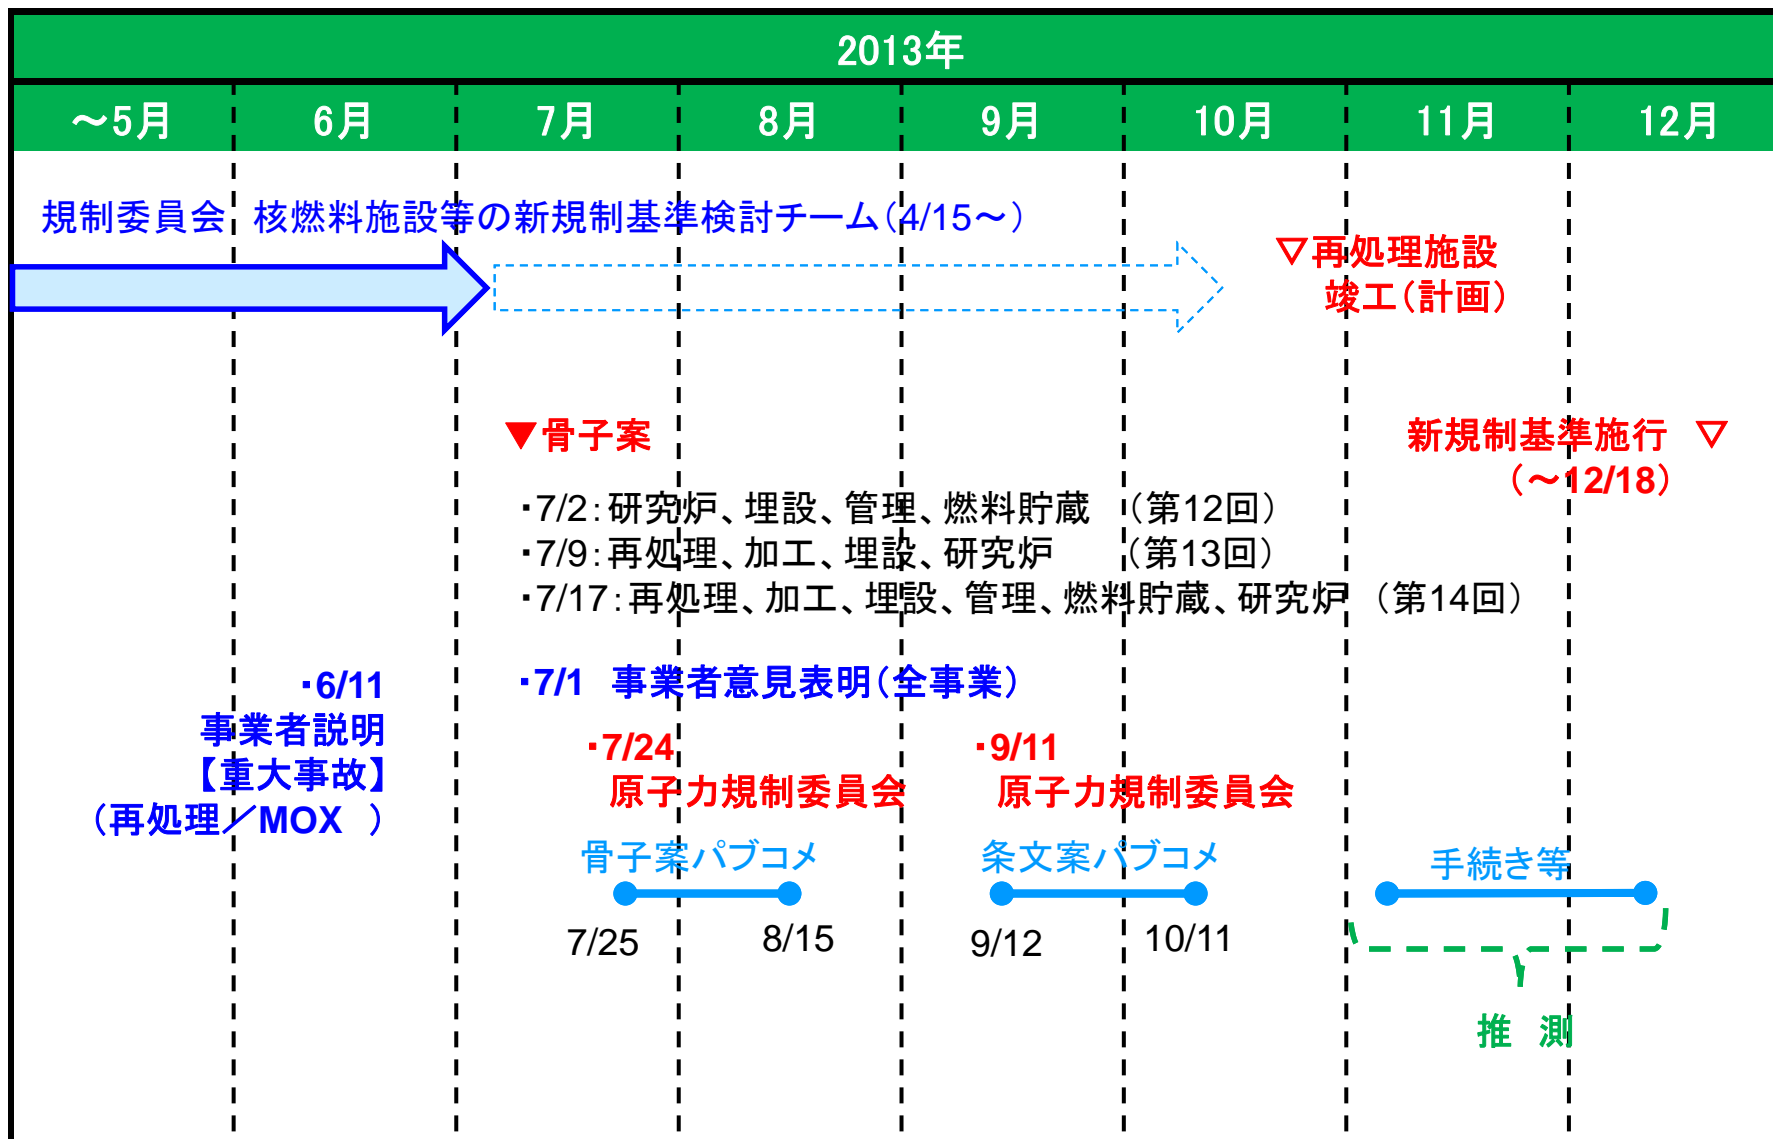 2013年
～5月 6月 7月 8月 9月 10月 11月 12月
規制委員会 核燃料施設等の新規制基準検討チーム（4/15～）
▽再処理施設
竣工（計画）
▼骨子案
新規制基準施行 ▽
（～12/18）
・7/2：研究炉、埋設、管理、燃料貯蔵 （第12回）
・7/9：再処理、加工、埋設、研究炉 （第13回）
・7/17：再処理、加工、埋設、管理、燃料貯蔵、研究炉 （第14回）
・6/11
事業者説明
【重大事故】
（再処理／MOX ）
・7/1 事業者意見表明（全事業）
・7/24
原子力規制委員会
・9/11
原子力規制委員会
骨子案パブコメ
条文案パブコメ
手続き等
7/25 8/15 9/12 10/11
推 測